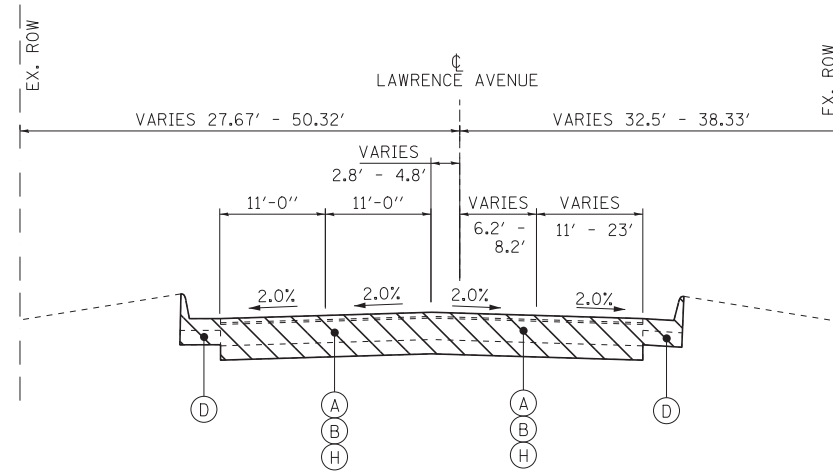 EX. ROW
EX. ROW
℄
LAWRENCE AVENUE
VARIES 27.67' - 50.32'
VARIES 32.5' - 38.33'
VARIES
2.8' - 4.8'
11'-0''
11'-0''
VARIES
6.2' -
8.2'
VARIES
11' - 23'
2.0%
2.0%
2.0%
2.0%
D
A
B
H
A
B
H
D